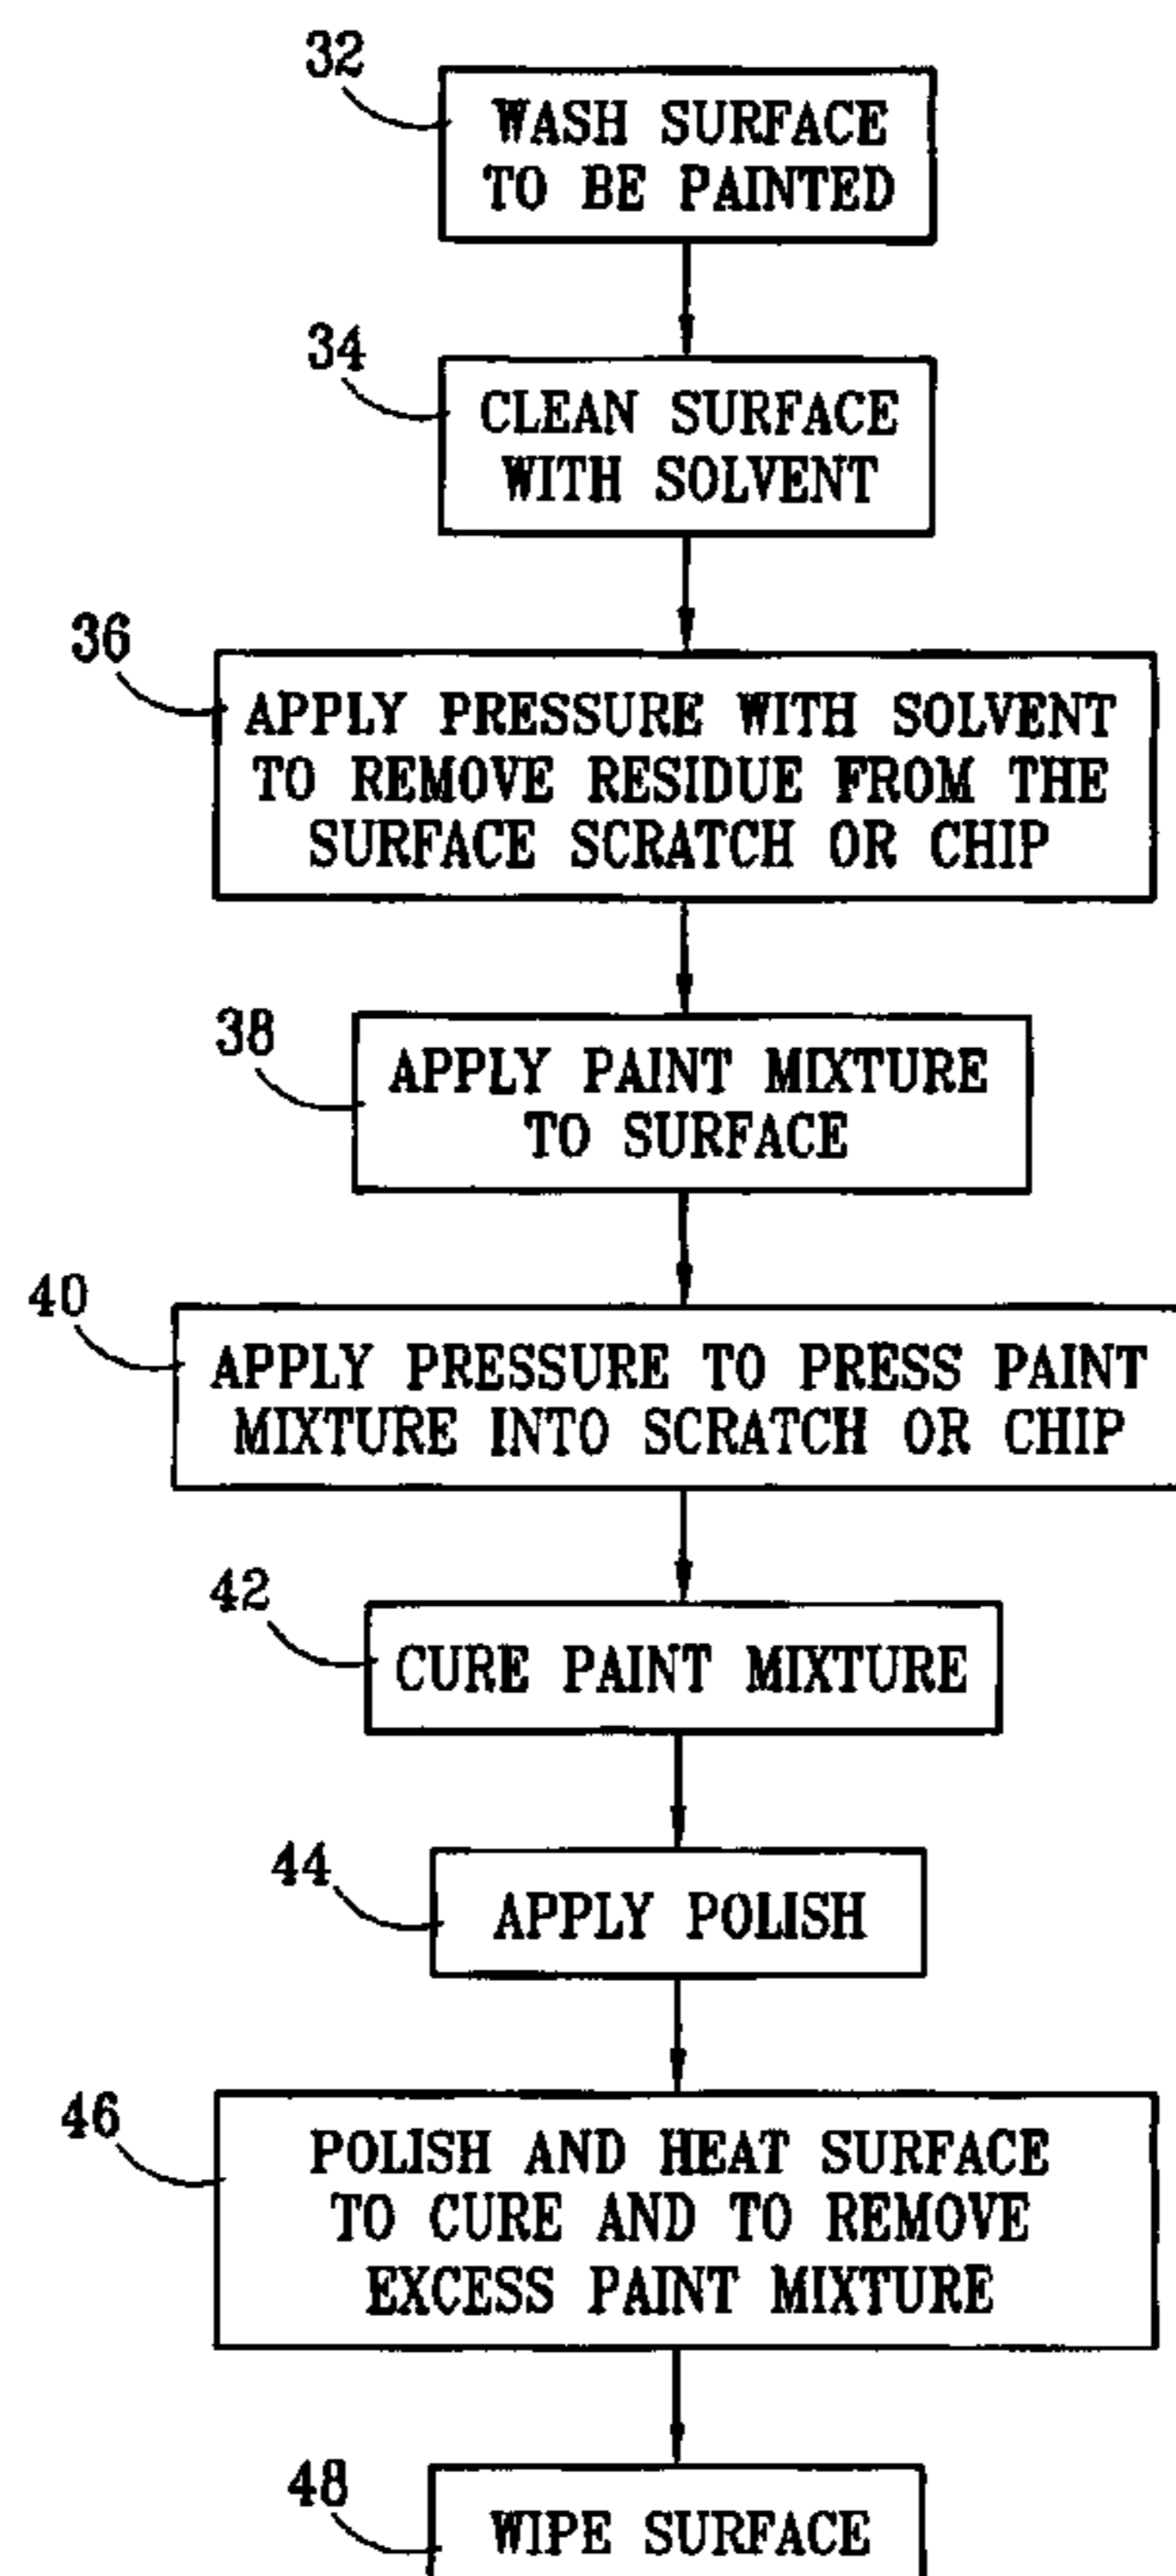 32
WASH SURFACE
TO BE PAINTED
34
CLEAN SURFACE
WITH SOLVENT
36
APPLY PRESSURE WITH SOLVENT
TO REMOVE RESIDUE FROM THE
SURFACE SCRATCH OR CHIP
38
APPLY PAINT MIXTURE
TO SURFACE
40
APPLY PRESSURE TO PRESS PAINT
MIXTURE INTO SCRATCH OR CHIP
42
CURE PAINT MIXTURE
44
APPLY POLISH
46
POLISH AND HEAT SURFACE
TO CURE AND TO REMOVE
EXCESS PAINT MIXTURE
48
WIPE SURFACE